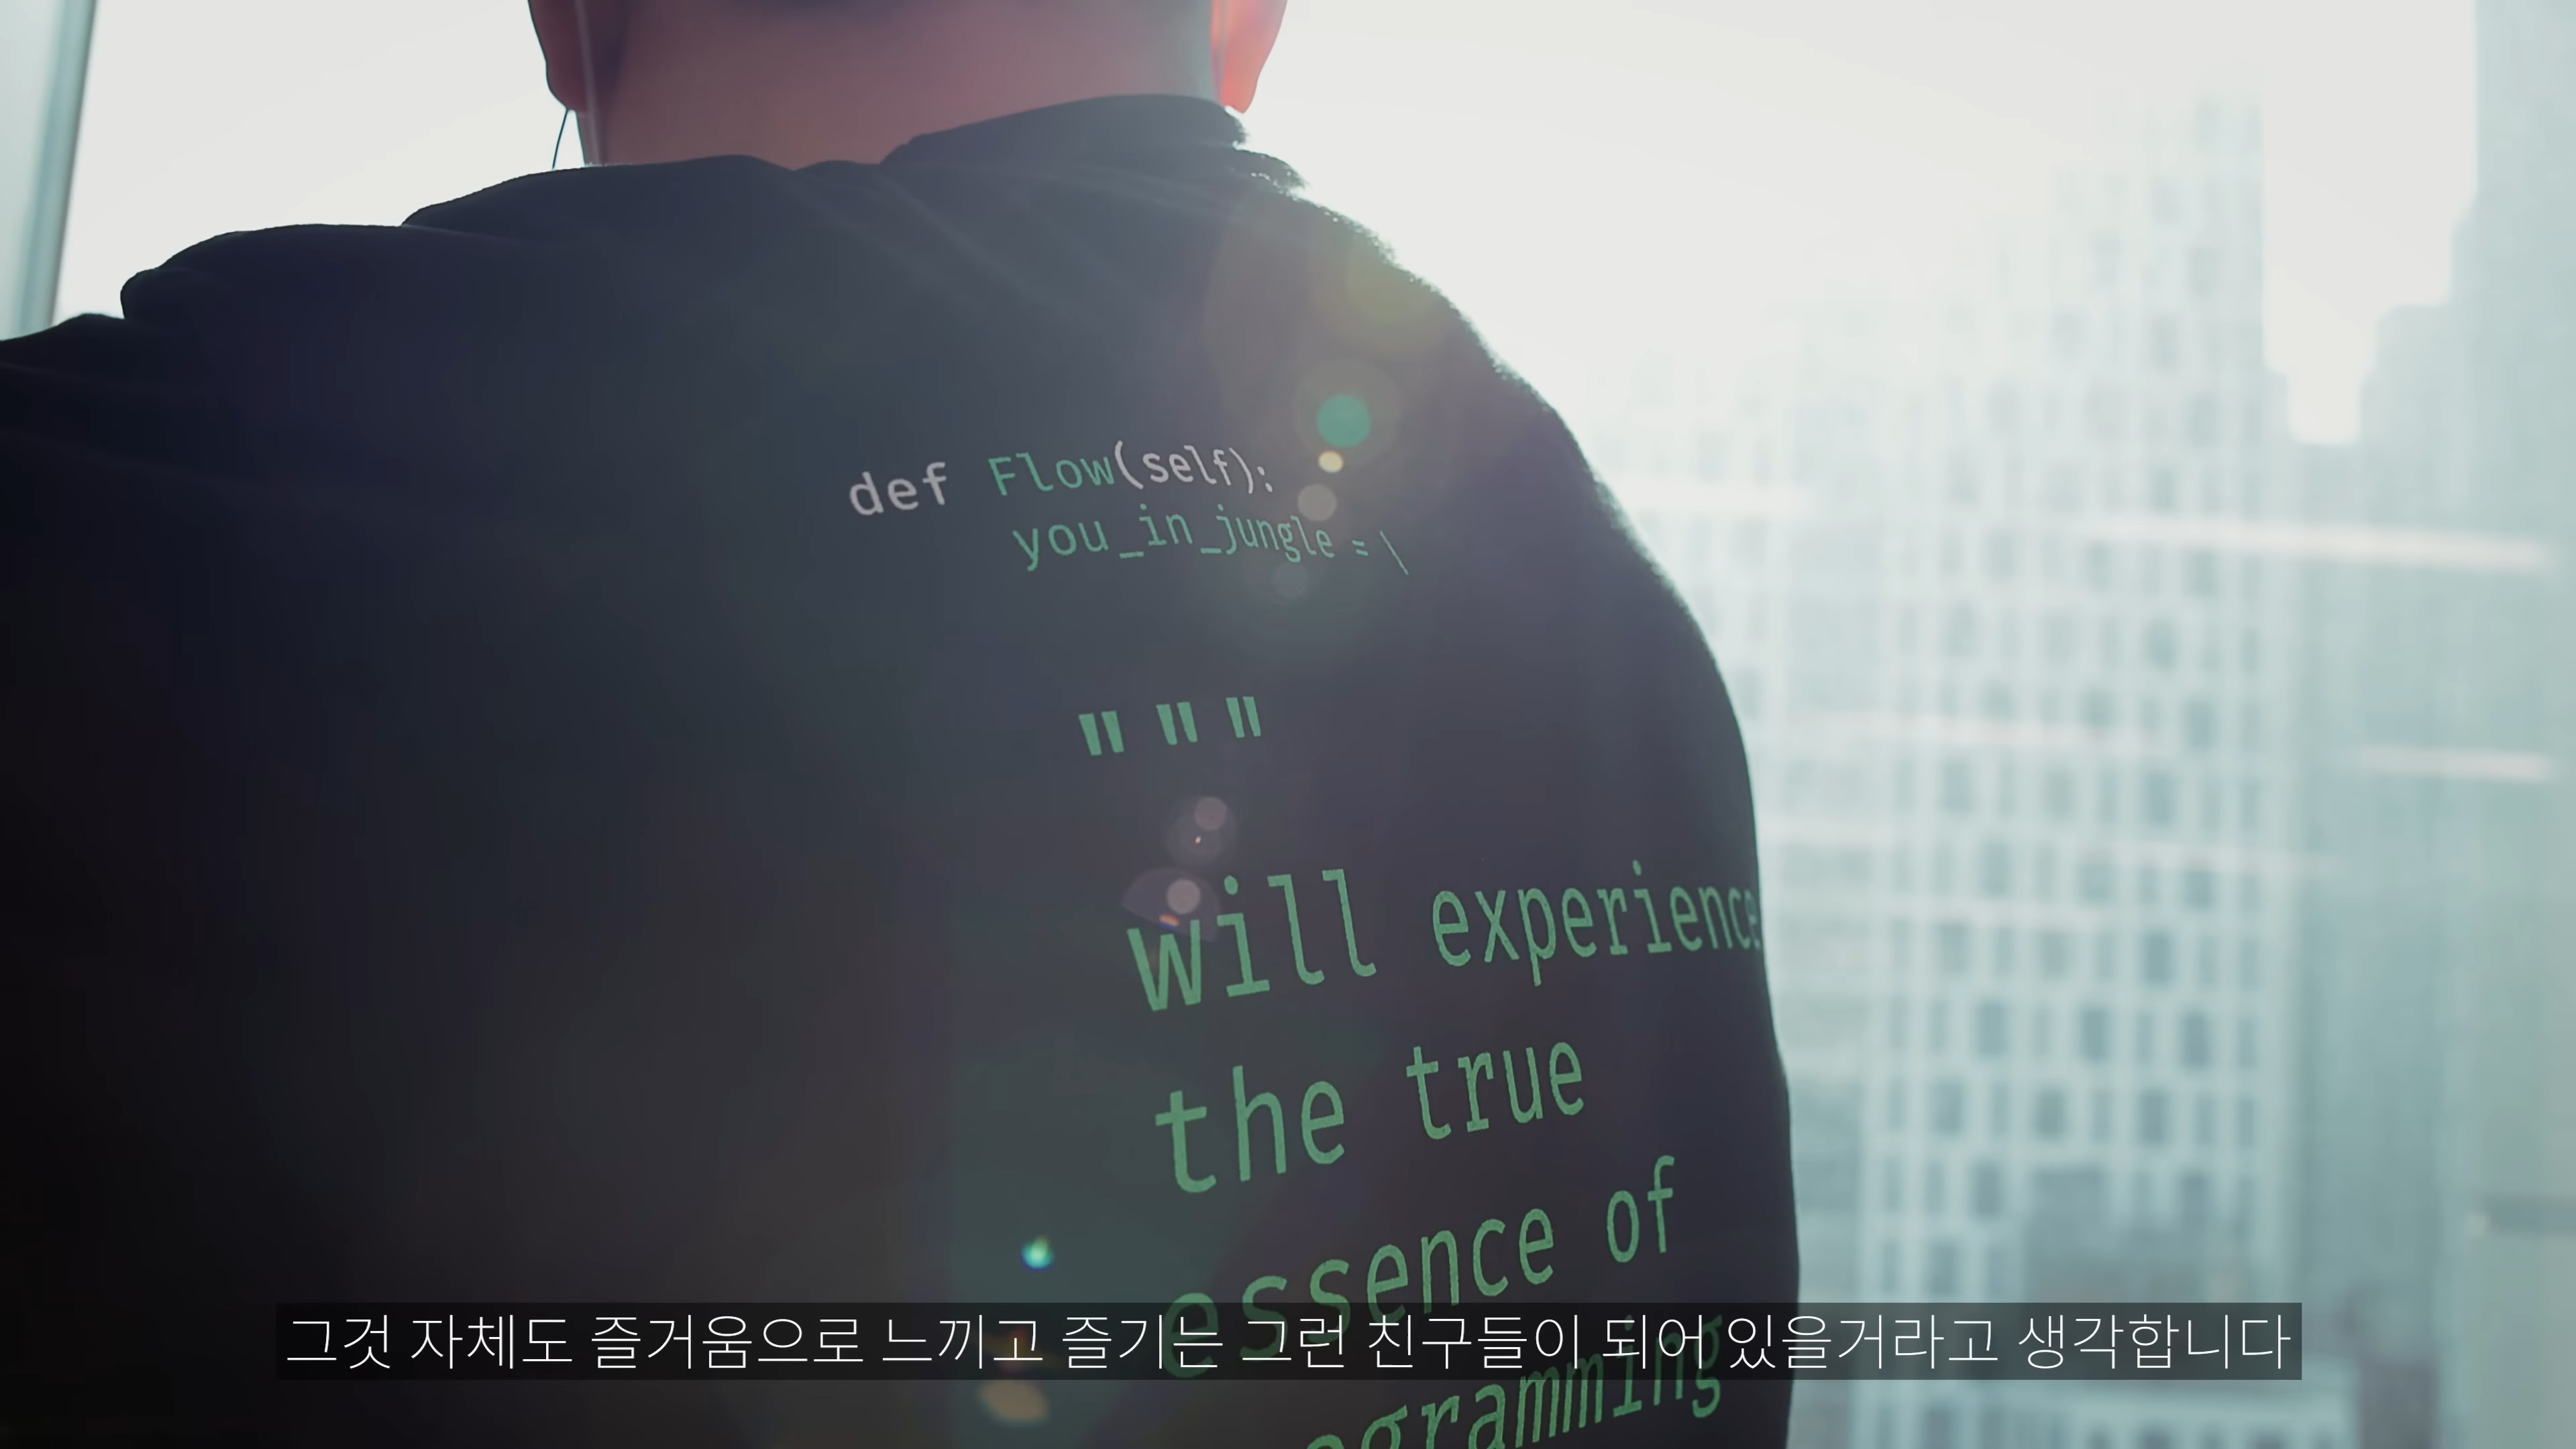 def Flow(self):
you_in_jungle = \
"""
will experience
the true
essence of
그것 자체도 즐거움으로 느끼고 즐기는 그런 친구들이 되어 있을거라고 생각합니다